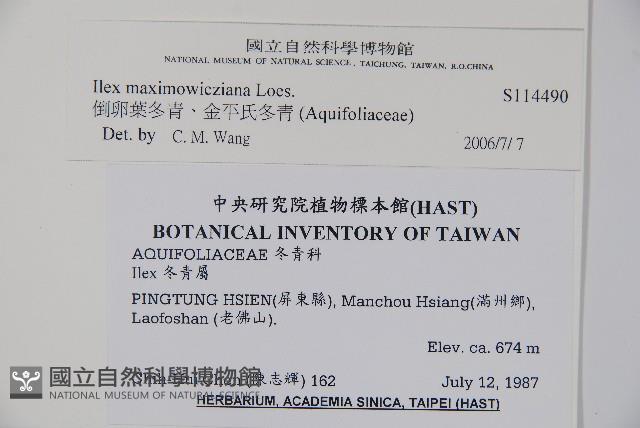 國立自然科學博物館
NATIONAL MUSEUM OF NATURAL SCIENCE, TAICHUNG, TAIWAN, R.O.CHINA
Ilex maximowicziana Loes. S114490
倒卵葉冬青、金平氏冬青 (Aquifoliaceae)
Det. by C. M. Wang 2006/7/7
中央研究院植物標本館(HAST)
BOTANICAL INVENTORY OF TAIWAN
AQUIFOLIACEAE 冬青科
Ilex 冬青屬
PINGTUNG HSIEN(屏東縣), Manchou Hsiang(滿州鄉),
Laofoshan (老佛山).
Elev. ca. 674 m
(陳志輝) 162 July 12, 1987
HERBARIUM, ACADEMIA SINICA, TAIPEI (HAST)
國立自然科學博物館
NATIONAL MUSEUM OF NATURAL SCIENCE